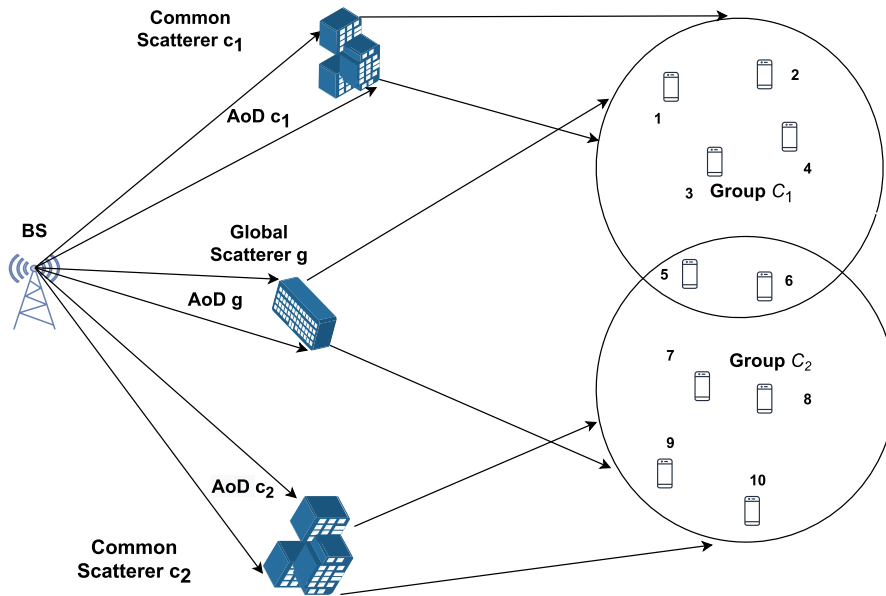 Common
Scatterer c1
AoD c1
BS
Global
Scatterer g
AoD g
AoD c2
Common
Scatterer c2
1
2
3
4
Group C1
5
6
7
Group C2
8
9
10